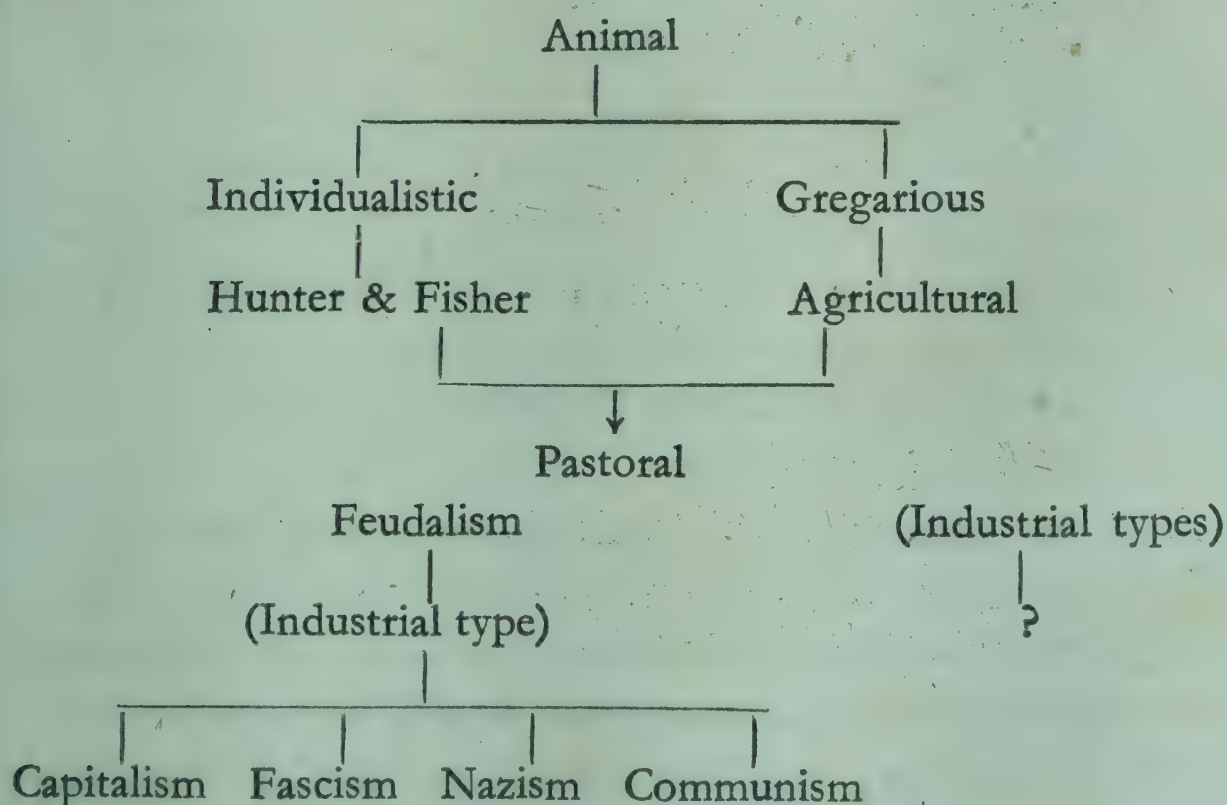 Animal
Individualistic Gregarious
Hunter & Fisher Agricultural
Pastoral
Feudalism (Industrial types)
(Industrial type) ?
Capitalism Fascism Nazism Communism